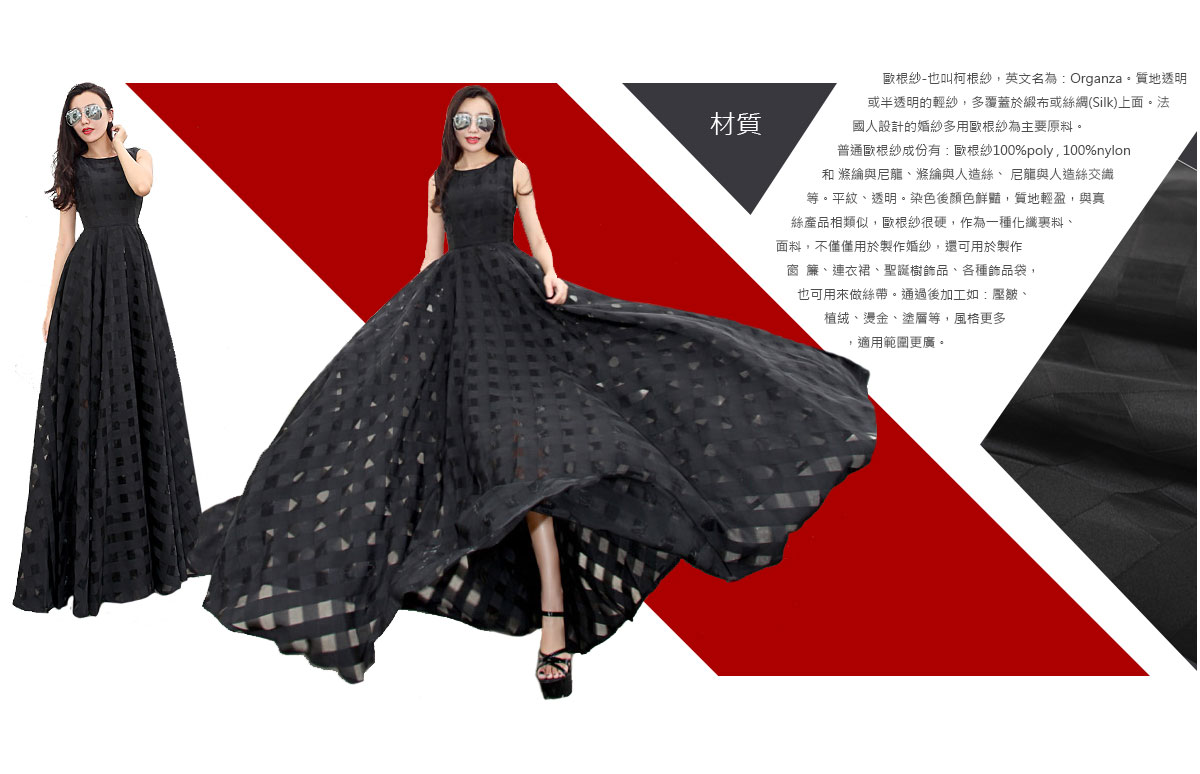 材質
歐根紗-也叫柯根紗，英文名為：Organza。質地透明
或半透明的輕紗，多覆蓋於緞布或絲綢(Silk)上面。法
國人設計的婚紗多用歐根紗為主要原料。
普通歐根紗成份有：歐根紗100%poly , 100%nylon
和 滌綸與尼龍、滌綸與人造絲、 尼龍與人造絲交織
等。平紋、透明。染色後顏色鮮豔，質地輕盈，與真
絲產品相類似，歐根紗很硬，作為一種化纖裏料、
面料，不僅僅用於製作婚紗，還可用於製作
窗 簾、連衣裙、聖誕樹飾品、各種飾品袋，
也可用來做絲帶。通過後加工如：壓皺、
植絨、燙金、塗層等，風格更多
，適用範圍更廣。